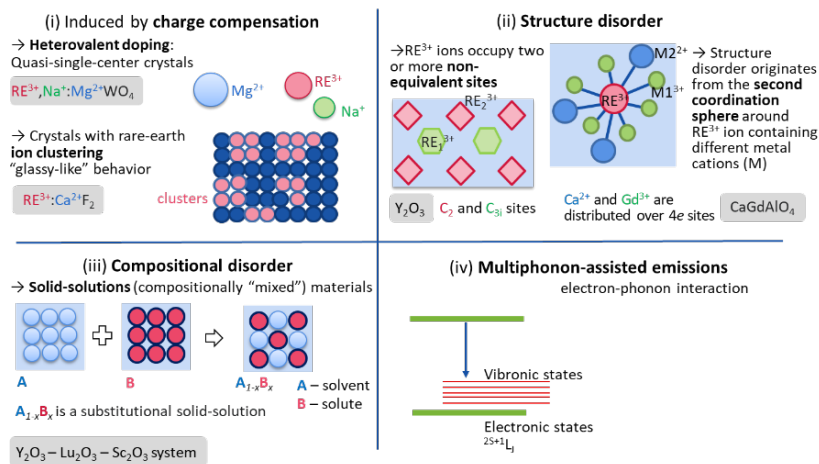 (i) Induced by charge compensation
→ Heterovalent doping:
Quasi-single-center crystals
RE³⁺,Na⁺:Mg²⁺WO₄
Mg²⁺
RE³⁺
Na⁺
→ Crystals with rare-earth
ion clustering
"glassy-like" behavior
RE³⁺:Ca²⁺F₂
clusters
(ii) Structure disorder
→RE³⁺ ions occupy two
or more non-
equivalent sites
RE₂³⁺
RE₁³⁺
Y₂O₃
C₂ and C₃ᵢ sites
M2²⁺
RE³⁺
M1³⁺
→ Structure
disorder originates
from the second
coordination
sphere around
RE³⁺ ion containing
different metal
cations (M)
Ca²⁺ and Gd³⁺ are
distributed over 4e sites
CaGdAlO₄
(iii) Compositional disorder
→ Solid-solutions (compositionally "mixed") materials
A
B
A₁₋ₓBₓ
A – solvent
B – solute
A₁₋ₓBₓ is a substitutional solid-solution
Y₂O₃ – Lu₂O₃ – Sc₂O₃ system
(iv) Multiphonon-assisted emissions
electron-phonon interaction
Vibronic states
Electronic states
²ˢ⁺¹L_J